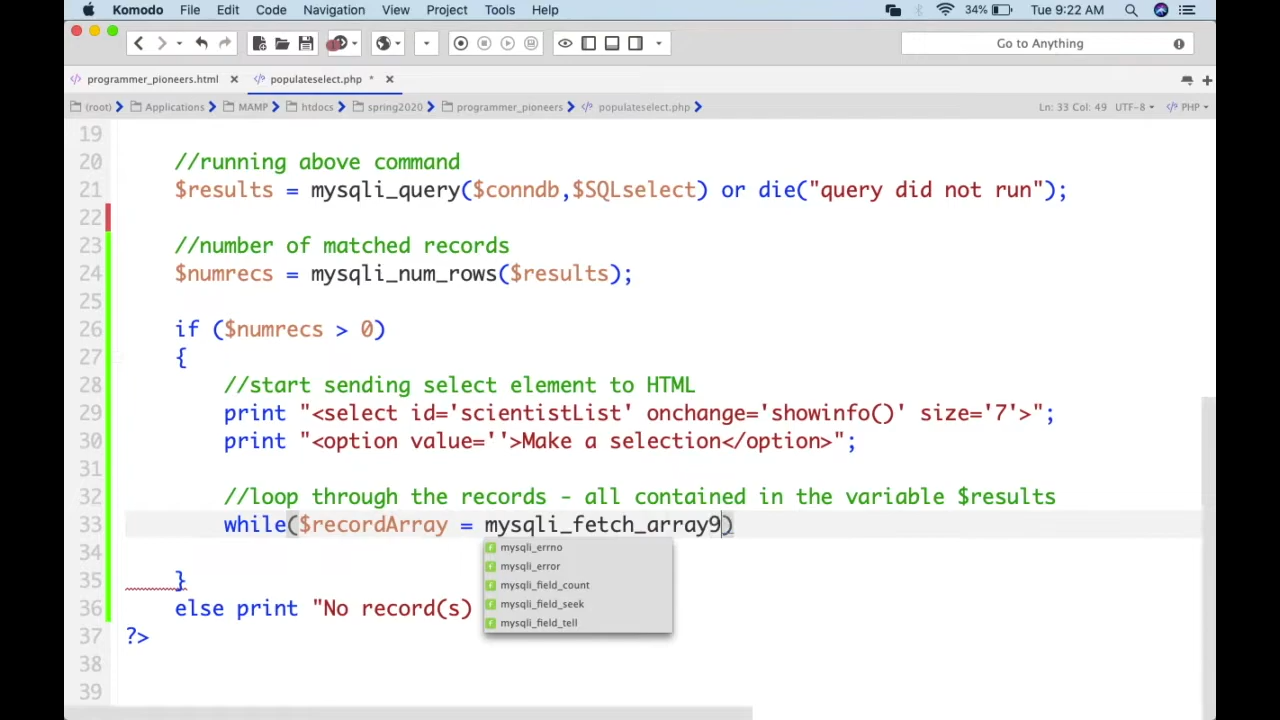 Komodo File Edit Code Navigation View Project Tools Help 34% Tue 9:22 AM
Go to Anything
programmer_pioneers.html populateselect.php *
(root) Applications MAMP htdocs spring2020 programmer_pioneers populateselect.php Ln: 33 Col: 49 UTF-8 PHP
19
20 //running above command
21 $results = mysqli_query($conndb,$SQLselect) or die("query did not run");
22
23 //number of matched records
24 $numrecs = mysqli_num_rows($results);
25
26 if ($numrecs > 0)
27 {
28 //start sending select element to HTML
29 print "<select id='scientistList' onchange='showinfo()' size='7'>";
30 print "<option value=''>Make a selection</option>";
31
32 //loop through the records - all contained in the variable $results
33 while($recordArray = mysqli_fetch_array9)
mysqli_errno
34
mysqli_error
35 }
mysqli_field_count
36 else print "No record(s)
mysqli_field_seek
mysqli_field_tell
37 ?>
38
39